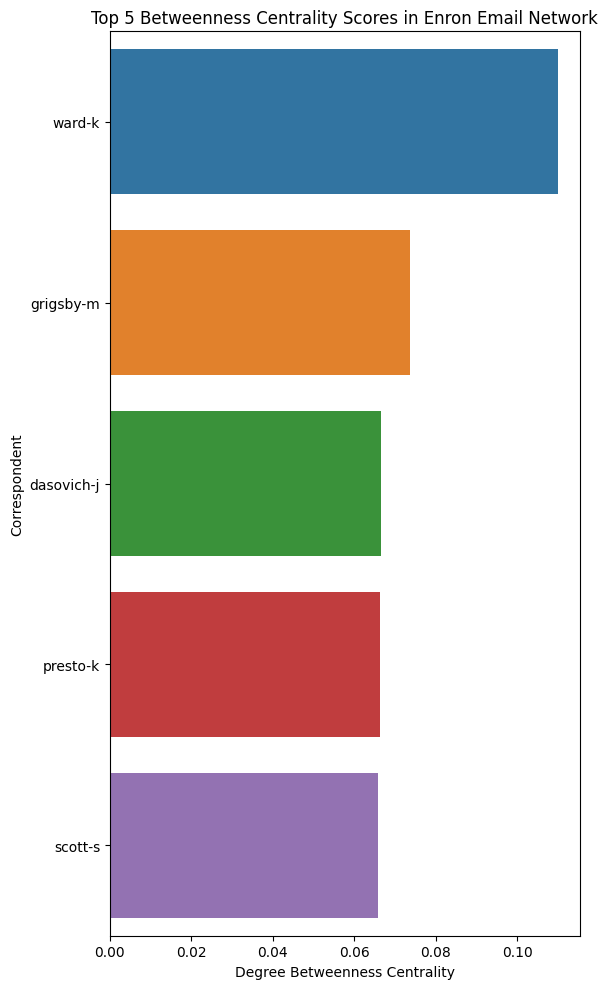 Top 5 Betweenness Centrality Scores in Enron Email Network
ward-k
grigsby-m
dasovich-j
presto-k
scott-s
Correspondent
0.00 0.02 0.04 0.06 0.08 0.10
Degree Betweenness Centrality